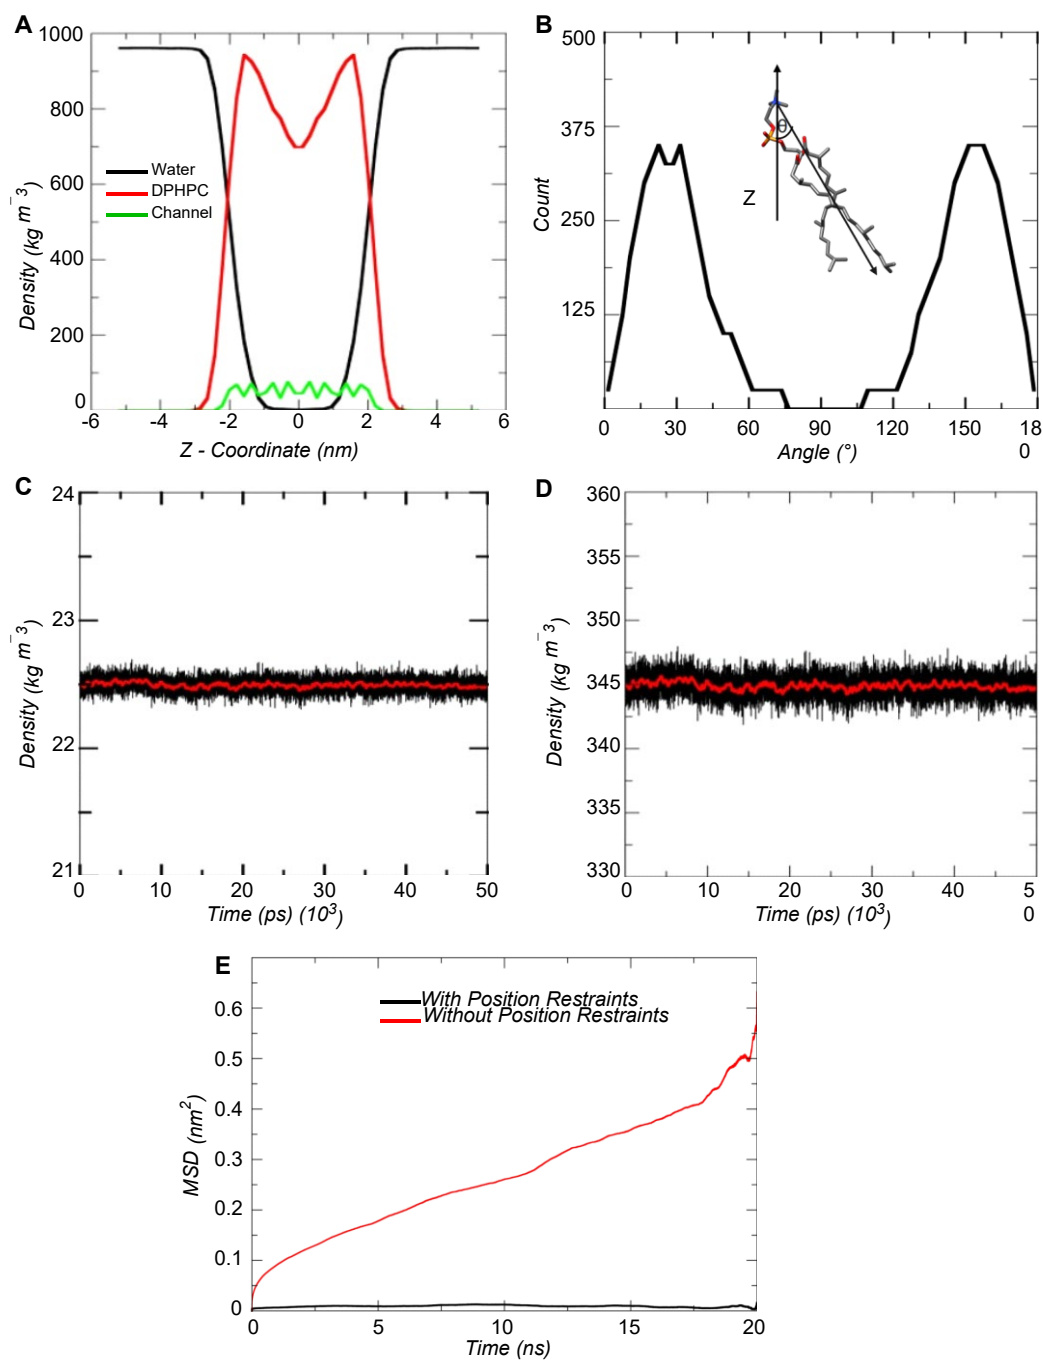 A
1000
800
600
400
200
0
Density (kg m⁻³)
Water
DPHPC
Channel
-6 -4 -2 0 2 4 6
Z - Coordinate (nm)
B
500
375
250
125
Count
θ
Z
0 30 60 90 120 150 18
0
Angle (°)
C
24
23
22
21
Density (kg m⁻³)
0 10 20 30 40 50
Time (ps) (10³)
D
360
355
350
345
340
335
330
Density (kg m⁻³)
0 10 20 30 40 5
0
Time (ps) (10³)
E
0.6
0.5
0.4
0.3
0.2
0.1
0
MSD (nm²)
With Position Restraints
Without Position Restraints
0 5 10 15 20
Time (ns)